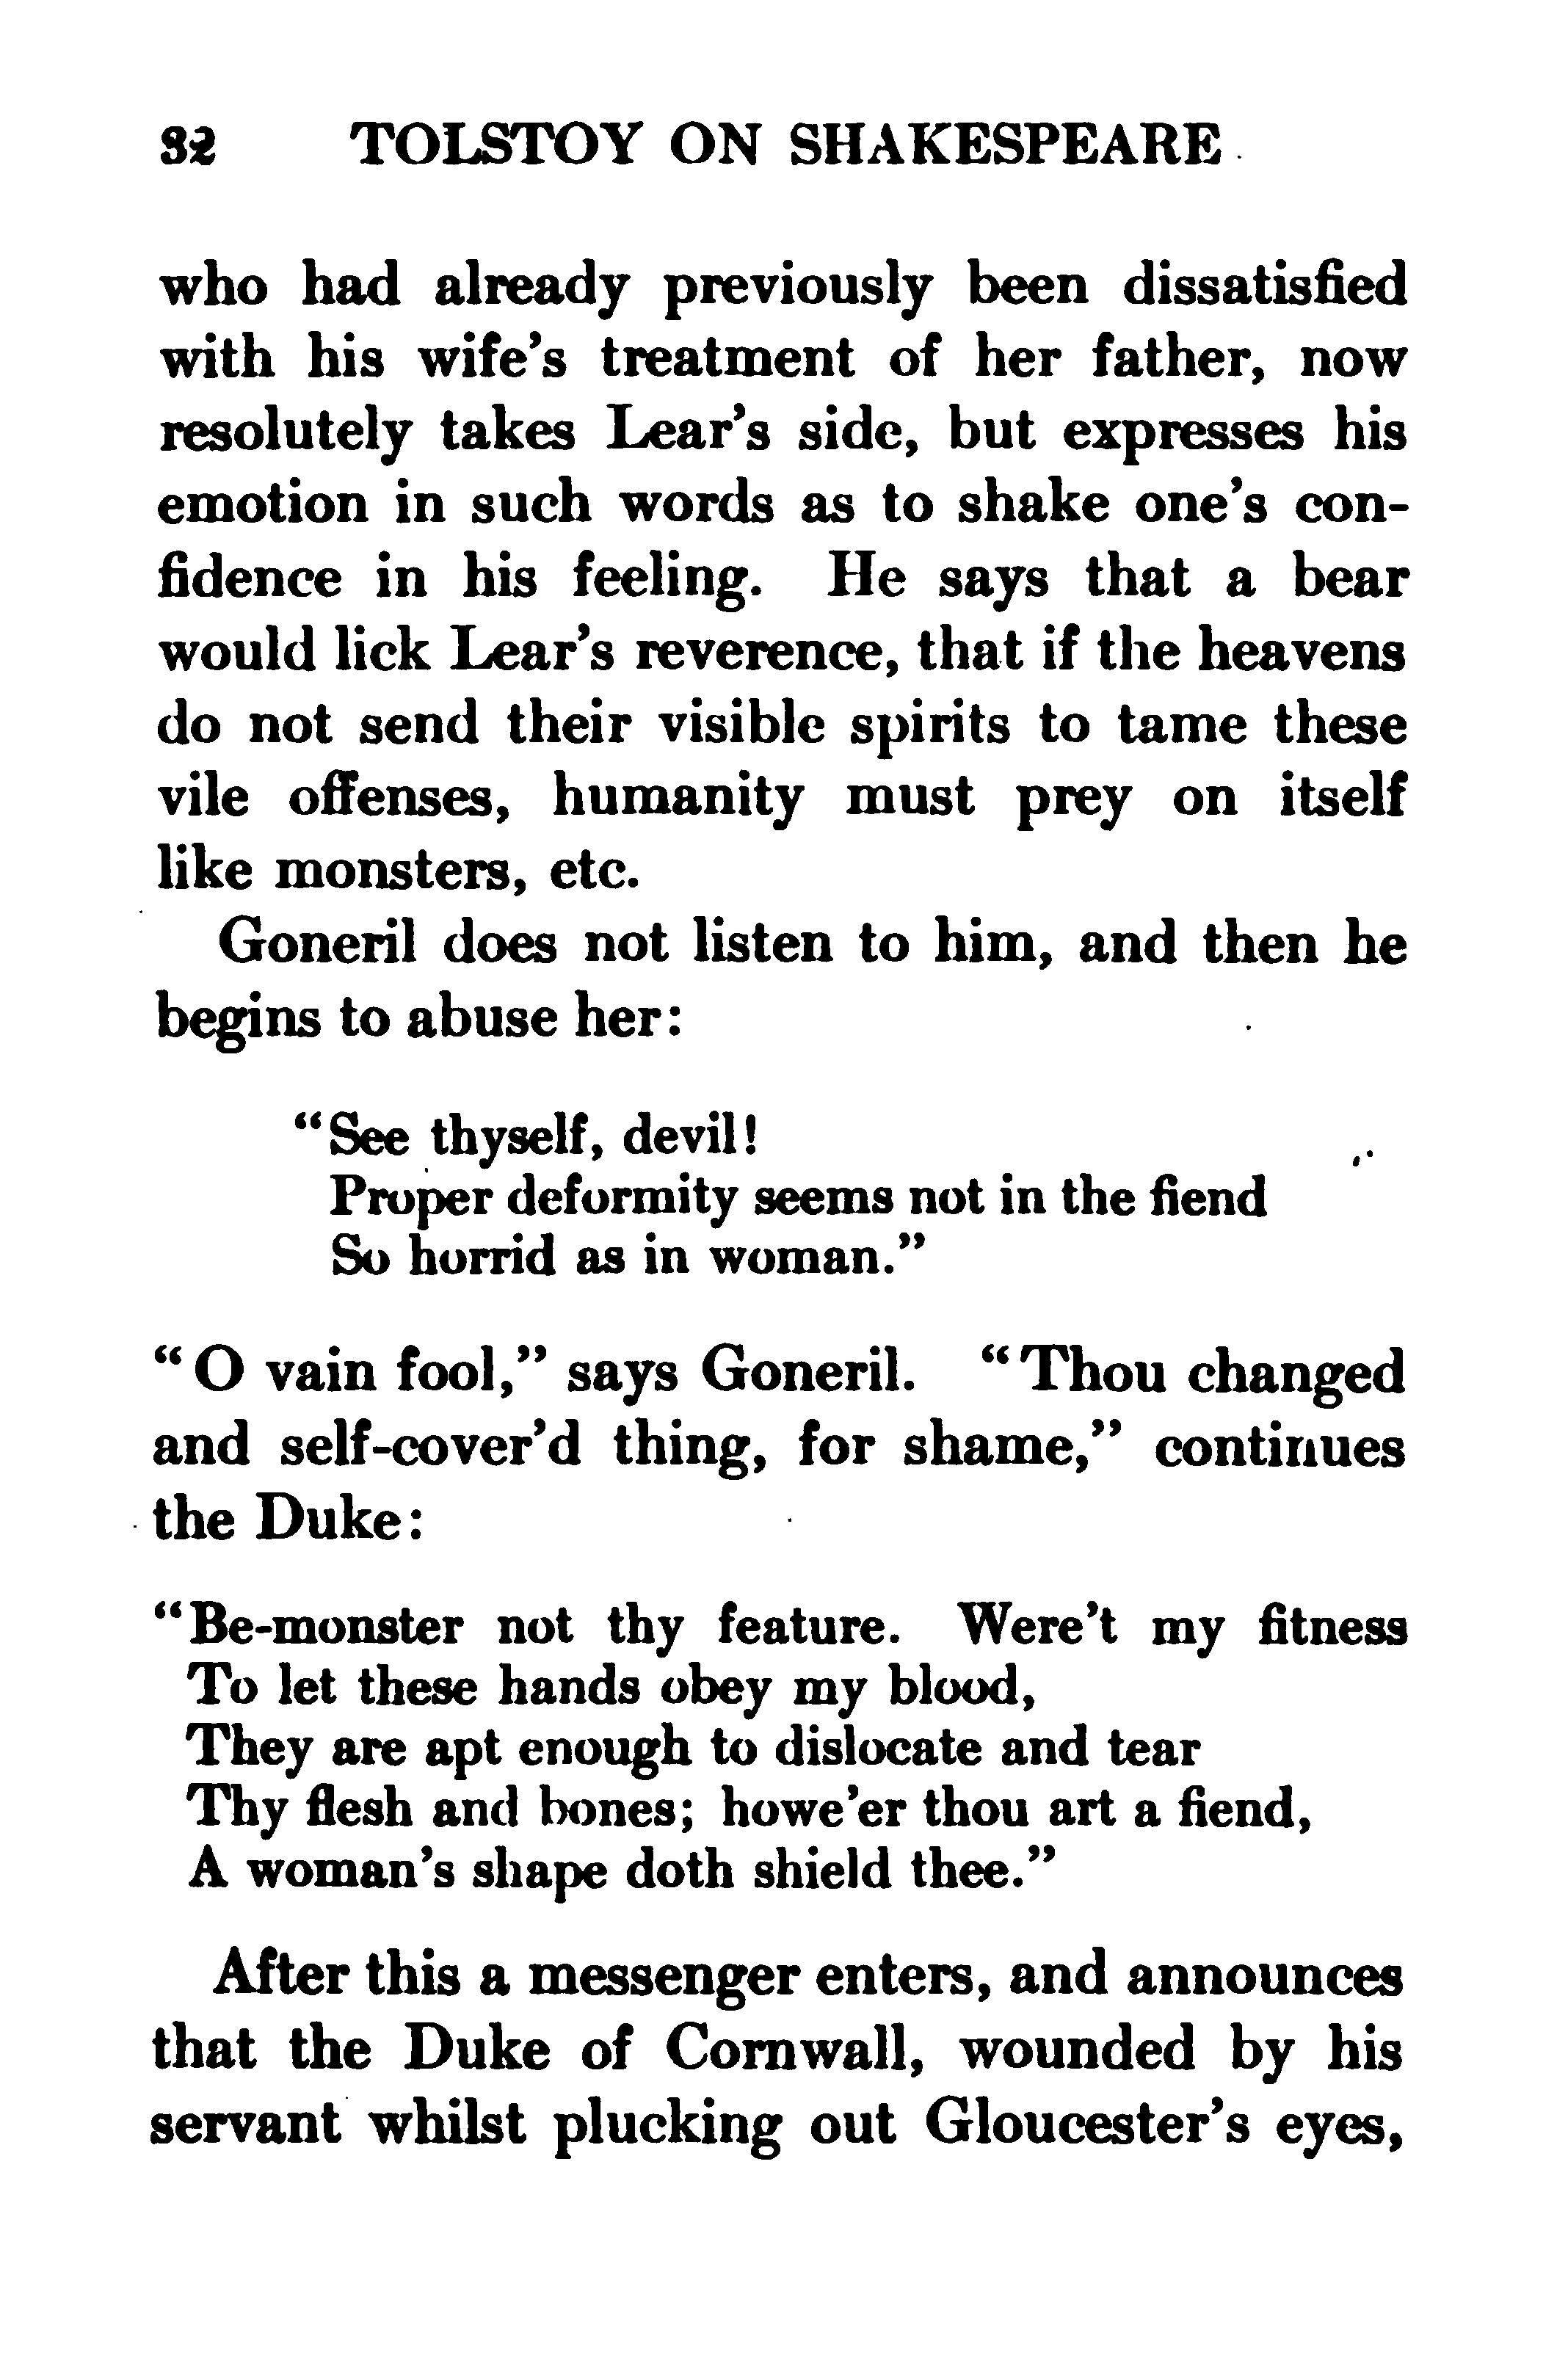 32 TOLSTOY ON SHAKESPEARE
who had already previously been dissatisfied
with his wife's treatment of her father, now
resolutely takes Lear's side, but expresses his
emotion in such words as to shake one's con-
fidence in his feeling. He says that a bear
would lick Lear's reverence, that if the heavens
do not send their visible spirits to tame these
vile offenses, humanity must prey on itself
like monsters, etc.
Goneril does not listen to him, and then he
begins to abuse her:
"See thyself, devil!
Proper deformity seems not in the fiend
So horrid as in woman."
"O vain fool," says Goneril. "Thou changed
and self-cover'd thing, for shame," continues
the Duke:
"Be-monster not thy feature. Were't my fitness
To let these hands obey my blood,
They are apt enough to dislocate and tear
Thy flesh and bones; howe'er thou art a fiend,
A woman's shape doth shield thee."
After this a messenger enters, and announces
that the Duke of Cornwall, wounded by his
servant whilst plucking out Gloucester's eyes,